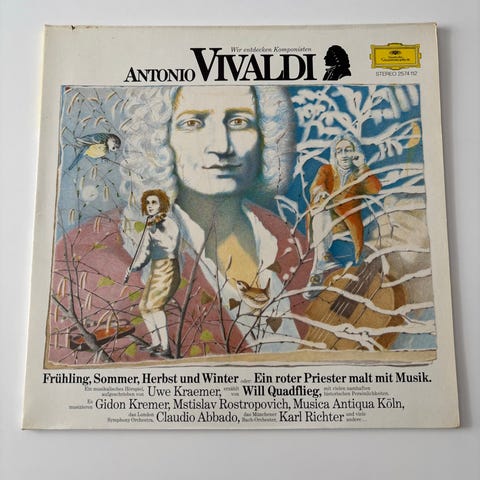 Wir entdecken Komponisten
ANTONIO VIVALDI
Deutsche Grammophon
STEREO 2574 112
Frühling, Sommer, Herbst und Winter oder: Ein roter Priester malt mit Musik.
Ein musikalisches Hörspiel, aufgeschrieben von Uwe Kraemer, erzählt von Will Quadflieg, mit vielen namhaften historischen Persönlichkeiten.
Es musizieren Gidon Kremer, Mstislav Rostropovich, Musica Antiqua Köln,
das London Symphony Orchestra, Claudio Abbado, das Münchener Bach-Orchester, Karl Richter und viele andere ...